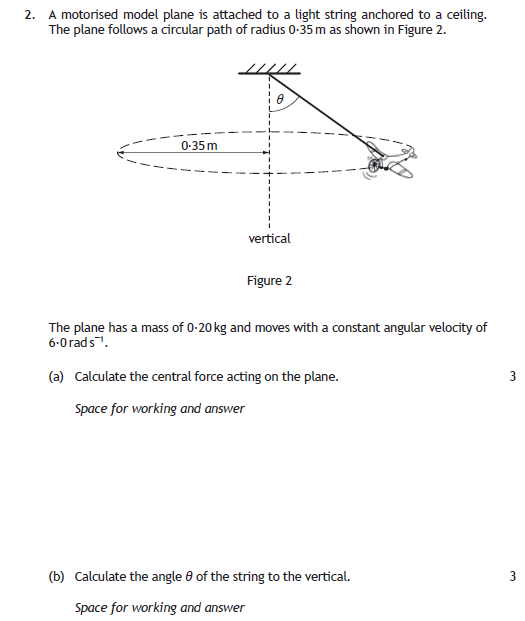 2. A motorised model plane is attached to a light string anchored to a ceiling.
The plane follows a circular path of radius 0·35 m as shown in Figure 2.
θ
0·35 m
vertical
Figure 2
The plane has a mass of 0·20 kg and moves with a constant angular velocity of
6·0 rad s⁻¹.
(a) Calculate the central force acting on the plane. 3
Space for working and answer
(b) Calculate the angle θ of the string to the vertical. 3
Space for working and answer